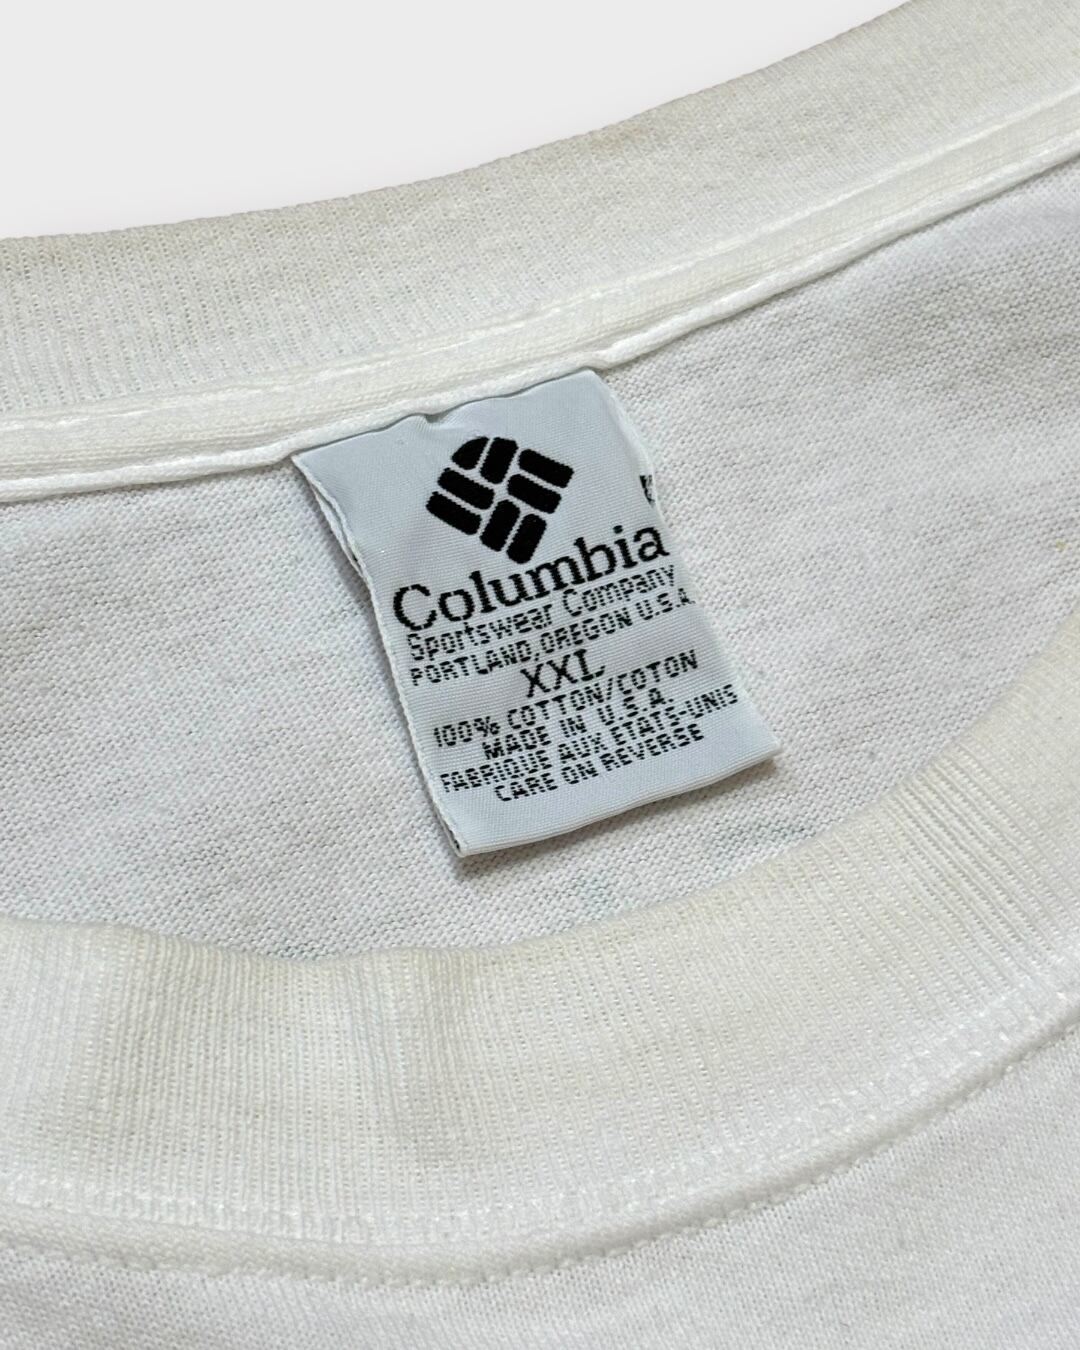 Columbia
Sportswear Company
PORTLAND, OREGON U.S.A.
XXL
100% COTTON/COTON
MADE IN U.S.A.
FABRIQUE AUX ETATS-UNIS
CARE ON REVERSE